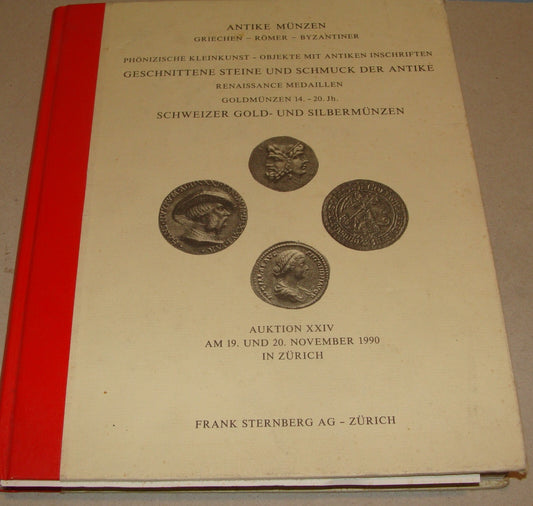 ANTIKE MÜNZEN
GRIECHEN – RÖMER – BYZANTINER
PHÖNIZISCHE KLEINKUNST – OBJEKTE MIT ANTIKEN INSCHRIFTEN
GESCHNITTENE STEINE UND SCHMUCK DER ANTIKE
RENAISSANCE MEDAILLEN
GOLDMÜNZEN 14. - 20. Jh.
SCHWEIZER GOLD- UND SILBERMÜNZEN
AUKTION XXIV
AM 19. UND 20. NOVEMBER 1990
IN ZÜRICH
FRANK STERNBERG AG – ZÜRICH